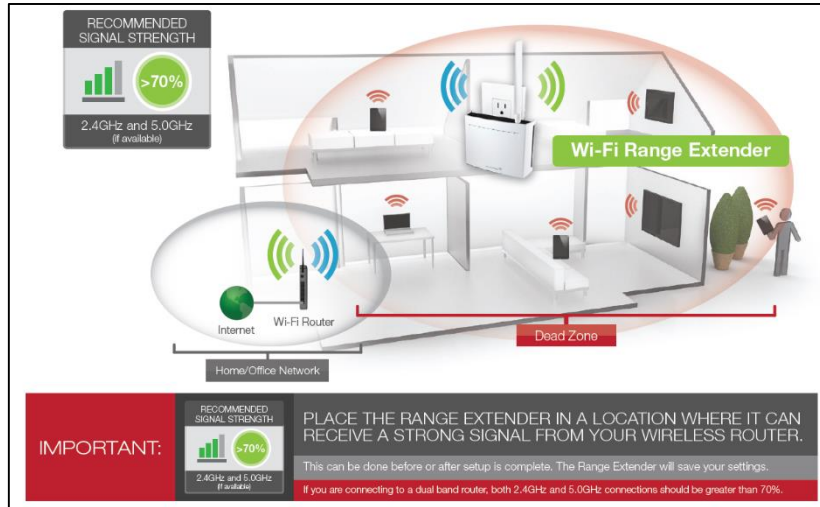 RECOMMENDED
SIGNAL STRENGTH
>70%
2.4GHz and 5.0GHz
(if available)
Wi-Fi Range Extender
Internet
Wi-Fi Router
Dead Zone
Home/Office Network
IMPORTANT:
RECOMMENDED
SIGNAL STRENGTH
>70%
2.4GHz and 5.0GHz
(if available)
PLACE THE RANGE EXTENDER IN A LOCATION WHERE IT CAN
RECEIVE A STRONG SIGNAL FROM YOUR WIRELESS ROUTER.
This can be done before or after setup is complete. The Range Extender will save your settings.
If you are connecting to a dual band router, both 2.4GHz and 5.0GHz connections should be greater than 70%.